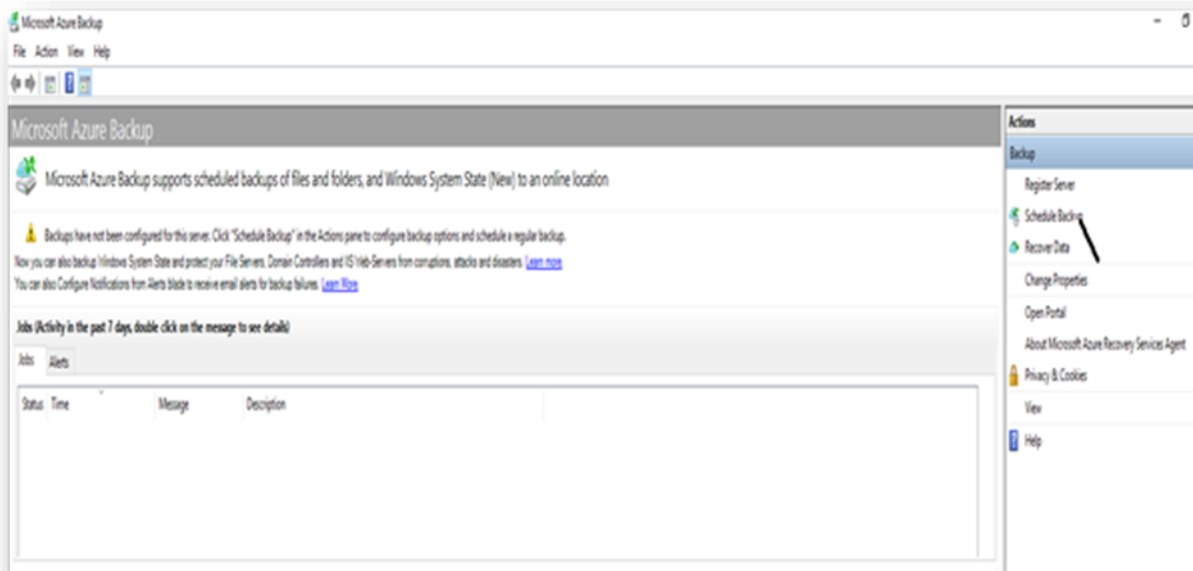 Microsoft Azure Backup
File Action View Help
Microsoft Azure Backup
Microsoft Azure Backup supports scheduled backups of files and folders, and Windows System State (New) to an online location
Backups have not been configured for this server. Click "Schedule Backup" in the Actions pane to configure backup options and schedule a regular backup.
Now you can also backup Windows System State and protect your File Servers, Domain Controllers and IIS Web-Servers from corruptions, attacks and disasters. Learn more
You can also Configure Notifications from Alerts blade to receive email alerts for backup failures. Learn More
Jobs (Activity in the past 7 days, double click on the message to see details)
Jobs Alerts
Status Time Message Description
Actions
Backup
Register Server
Schedule Backup
Recover Data
Change Properties
Open Portal
About Microsoft Azure Recovery Services Agent
Privacy & Cookies
View
Help